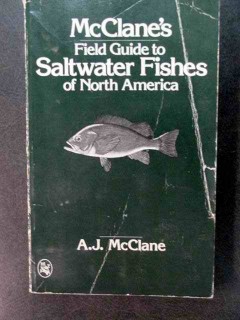 McClane's
Field Guide to
Saltwater Fishes
of North America
A.J. McClane